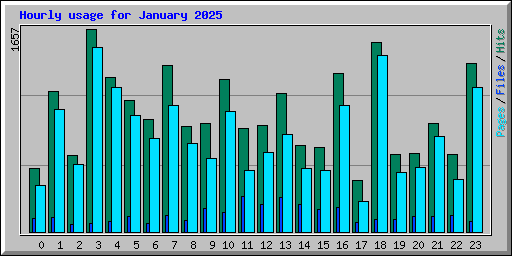 Hourly usage for January 2025
1657
Pages/Files/Hits
0 1 2 3 4 5 6 7 8 9 10 11 12 13 14 15 16 17 18 19 20 21 22 23